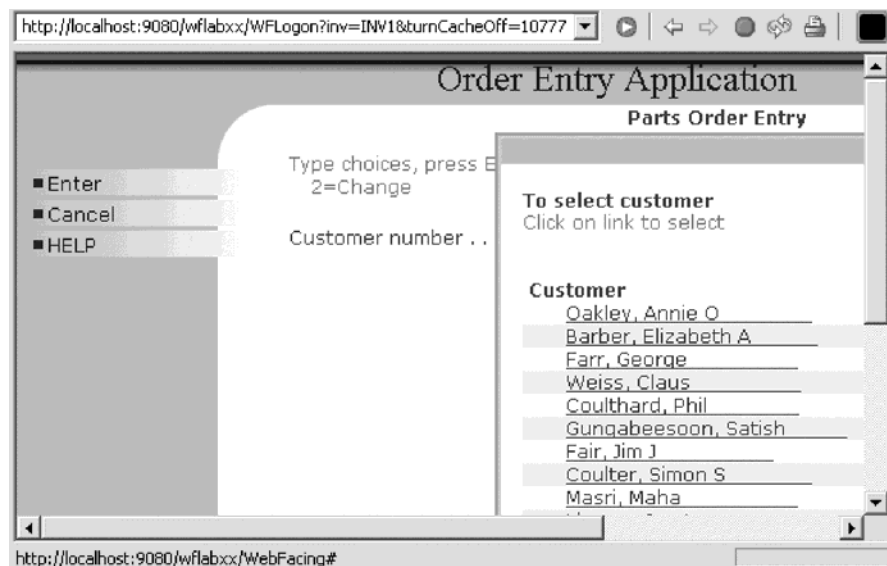 http://localhost:9080/wflabxx/WFLogon?inv=INV1&turnCacheOff=10777
Order Entry Application
Parts Order Entry
Enter
Cancel
HELP
Type choices, press E
2=Change
Customer number . .
To select customer
Click on link to select
Customer
Oakley, Annie O
Barber, Elizabeth A
Farr, George
Weiss, Claus
Coulthard, Phil
Gungabeesoon, Satish
Fair, Jim J
Coulter, Simon S
Masri, Maha
http://localhost:9080/wflabxx/WebFacing#